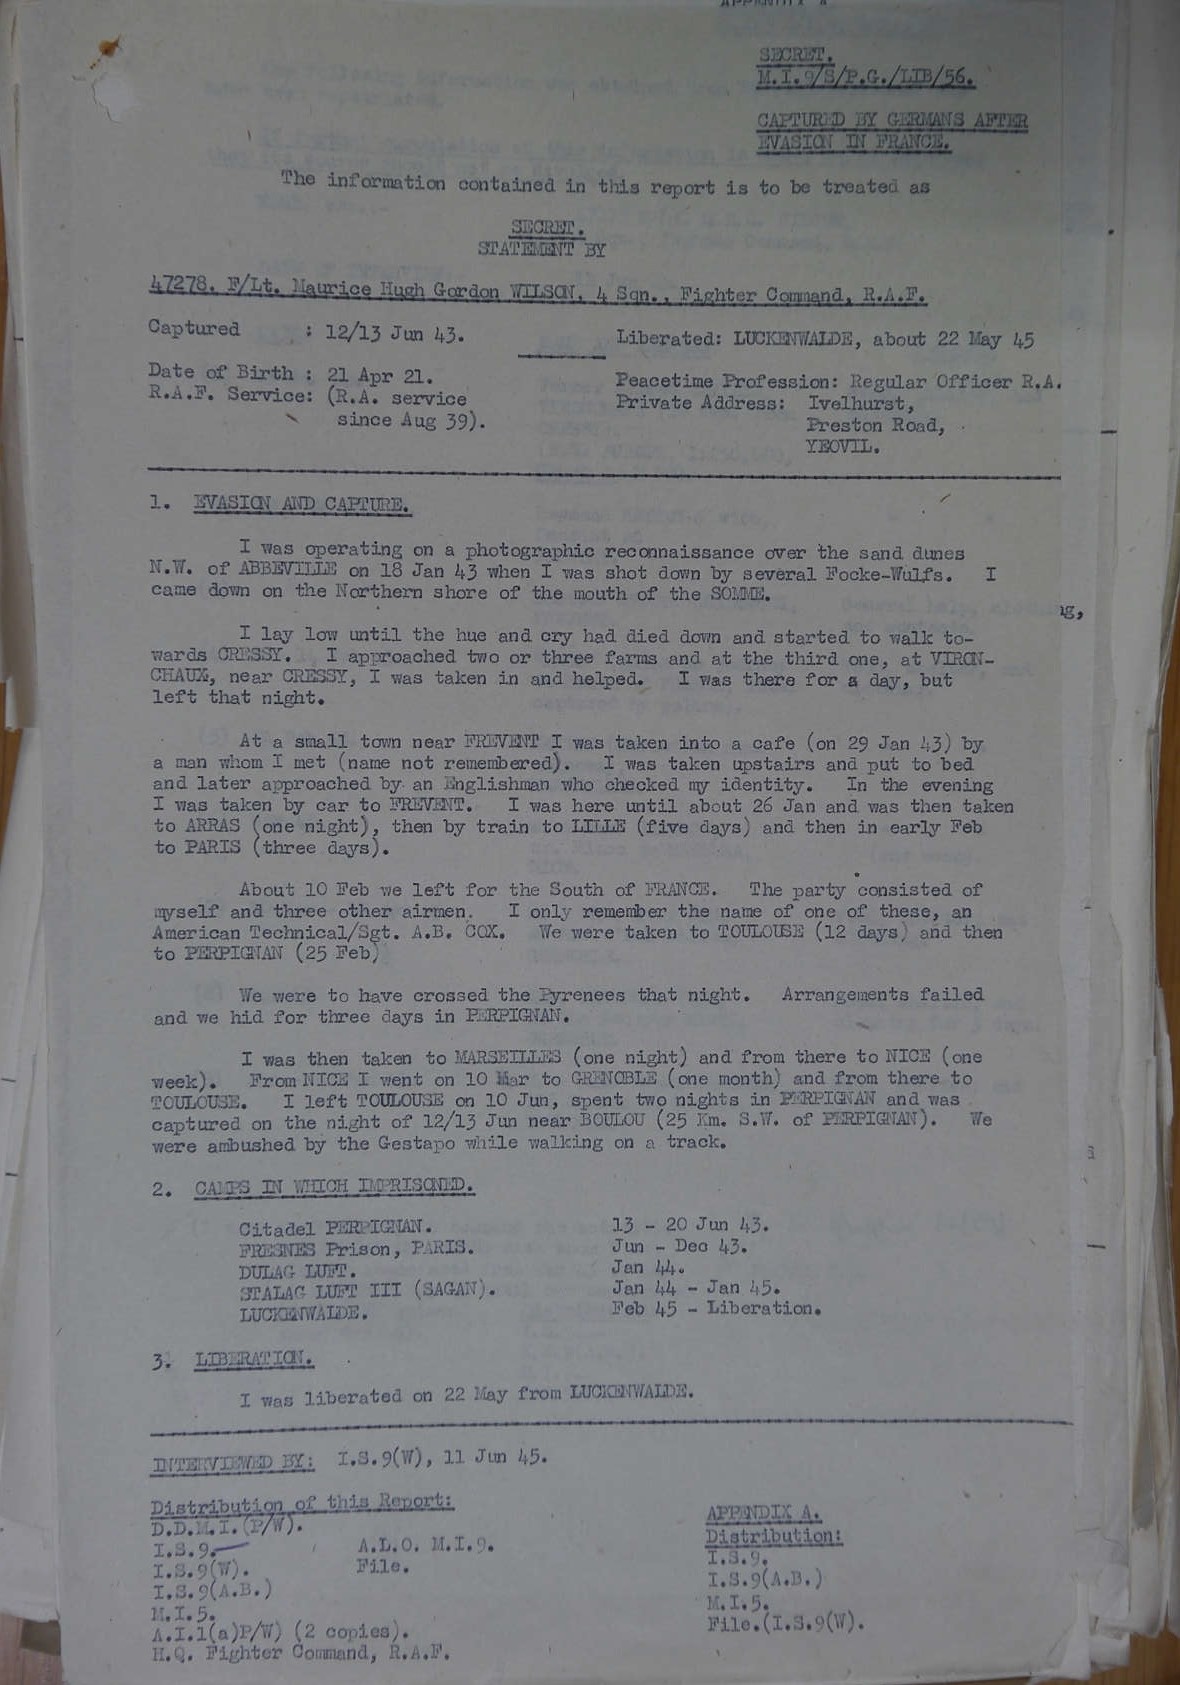 SECRET.
M.I.9/S/P.G./LIB/56.
CAPTURED BY GERMANS AFTER
EVASION IN FRANCE.
The information contained in this report is to be treated as
SECRET.
STATEMENT BY
47278. F/Lt. Maurice Hugh Gordon WILSON, 4 Sqn., Fighter Command, R.A.F.
Captured : 12/13 Jun 43.
Liberated: LUCKENWALDE, about 22 May 45
Date of Birth : 21 Apr 21.
Peacetime Profession: Regular Officer R.A.
R.A.F. Service: (R.A. service
Private Address: Ivelhurst,
since Aug 39).
Preston Road,
YEOVIL.
1. EVASION AND CAPTURE.
I was operating on a photographic reconnaissance over the sand dunes
N.W. of ABBEVILLE on 18 Jan 43 when I was shot down by several Focke-Wulfs. I
came down on the Northern shore of the mouth of the SOMME.
I lay low until the hue and cry had died down and started to walk to-
wards CRESSY. I approached two or three farms and at the third one, at VIRON-
CHAUX, near CRESSY, I was taken in and helped. I was there for a day, but
left that night.
At a small town near FREVENT I was taken into a cafe (on 29 Jan 43) by
a man whom I met (name not remembered). I was taken upstairs and put to bed
and later approached by an Englishman who checked my identity. In the evening
I was taken by car to FREVENT. I was here until about 26 Jan and was then taken
to ARRAS (one night), then by train to LILLE (five days) and then in early Feb
to PARIS (three days).
About 10 Feb we left for the South of FRANCE. The party consisted of
myself and three other airmen. I only remember the name of one of these, an
American Technical/Sgt. A.B. COX. We were taken to TOULOUSE (12 days) and then
to PERPIGNAN (25 Feb)
We were to have crossed the Pyrenees that night. Arrangements failed
and we hid for three days in PERPIGNAN.
I was then taken to MARSEILLES (one night) and from there to NICE (one
week). From NICE I went on 10 Mar to GRENOBLE (one month) and from there to
TOULOUSE. I left TOULOUSE on 10 Jun, spent two nights in PERPIGNAN and was
captured on the night of 12/13 Jun near BOULOU (25 Km. S.W. of PERPIGNAN). We
were ambushed by the Gestapo while walking on a track.
2. CAMPS IN WHICH IMPRISONED.
Citadel PERPIGNAN. 13 - 20 Jun 43.
FRESNES Prison, PARIS. Jun - Dec 43.
DULAG LUFT. Jan 44.
STALAG LUFT III (SAGAN). Jan 44 - Jan 45.
LUCKENWALDE. Feb 45 - Liberation.
3. LIBERATION.
I was liberated on 22 May from LUCKENWALDE.
INTERVIEWED BY: I.S.9(W), 11 Jun 45.
Distribution of this Report:
D.D.M.I.(P/W).
I.S.9.
I.S.9(W).
I.S.9(A.B.)
M.I.5.
A.I.1(a)P/W) (2 copies).
H.Q. Fighter Command, R.A.F.
A.L.O. M.I.9.
File.
APPENDIX A.
Distribution:
I.S.9.
I.S.9(A.B.)
M.I.5.
File.(I.S.9(W).